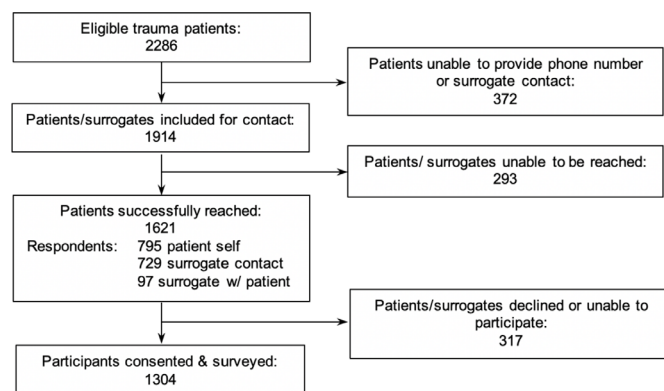 Eligible trauma patients:
2286
Patients unable to provide phone number
or surrogate contact:
372
Patients/surrogates included for contact:
1914
Patients/ surrogates unable to be reached:
293
Patients successfully reached:
1621
Respondents: 795 patient self
729 surrogate contact
97 surrogate w/ patient
Patients/surrogates declined or unable to
participate:
317
Participants consented & surveyed:
1304